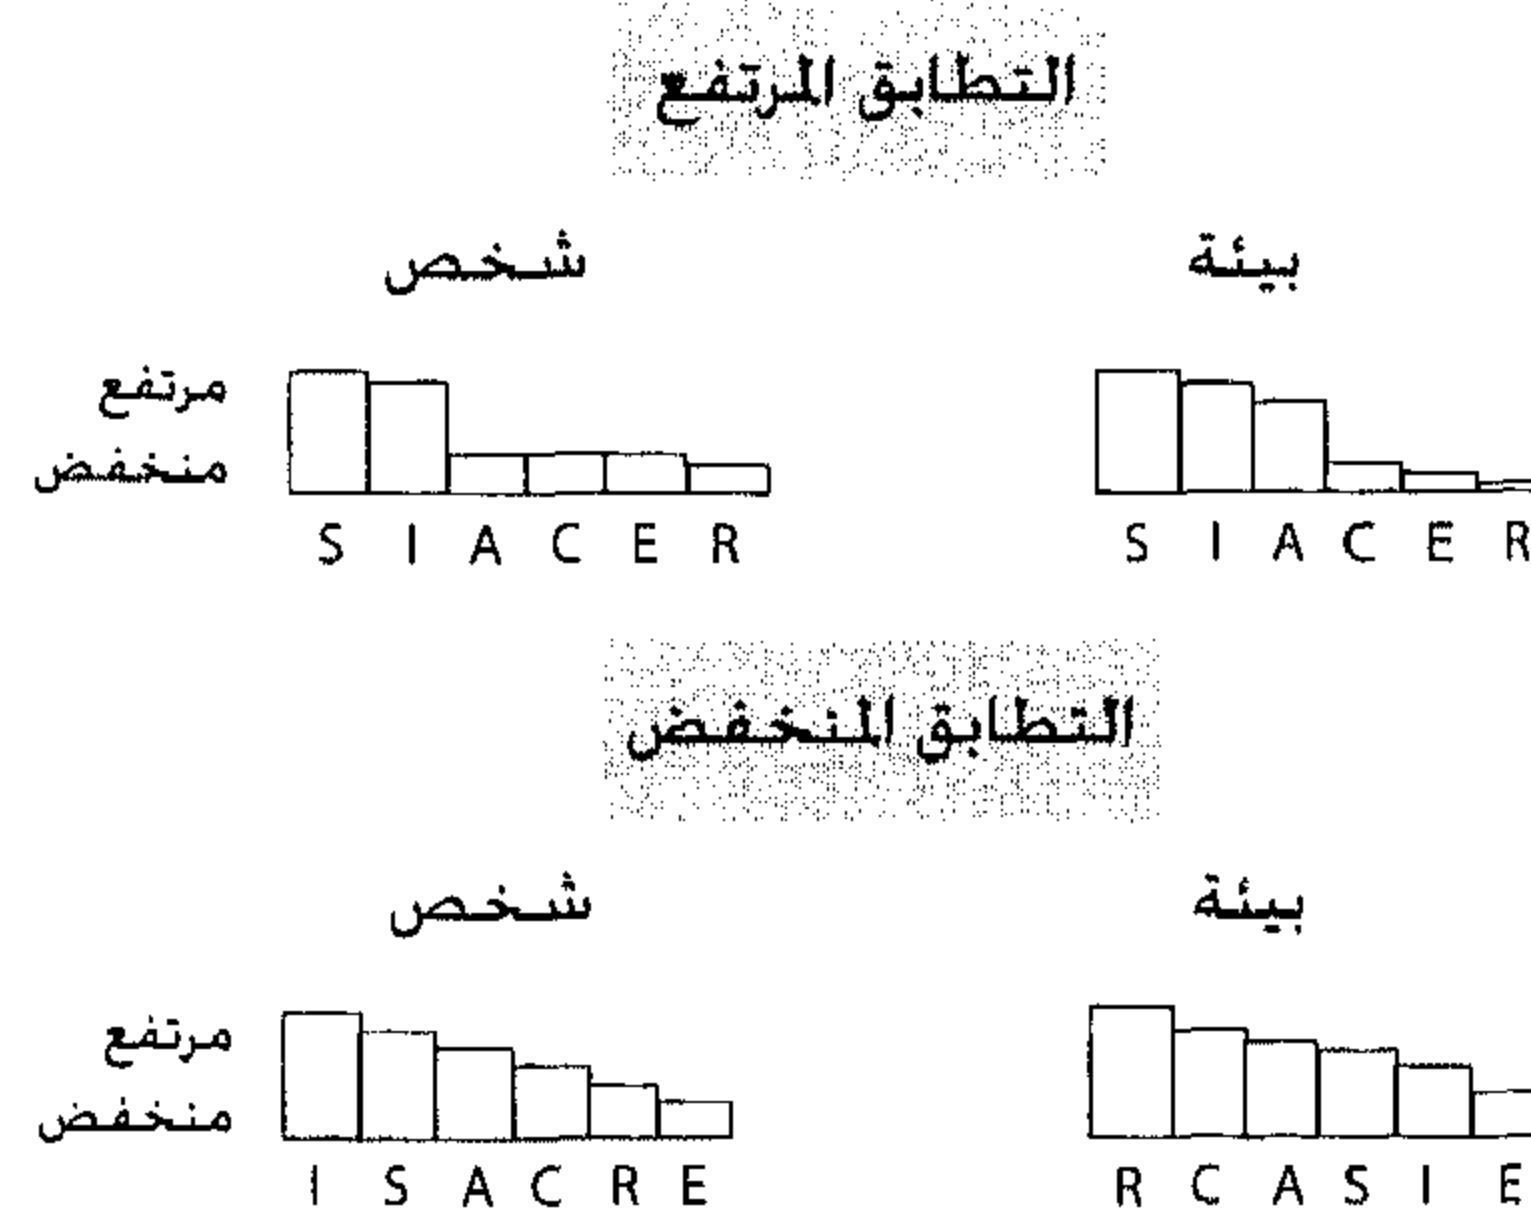 التطابق المرتفع
شخص
بيئة
مرتفع
منخفض
S I A C E R
S I A C E R
التطابق المنخفض
شخص
بيئة
مرتفع
منخفض
I S A C R E
R C A S I E